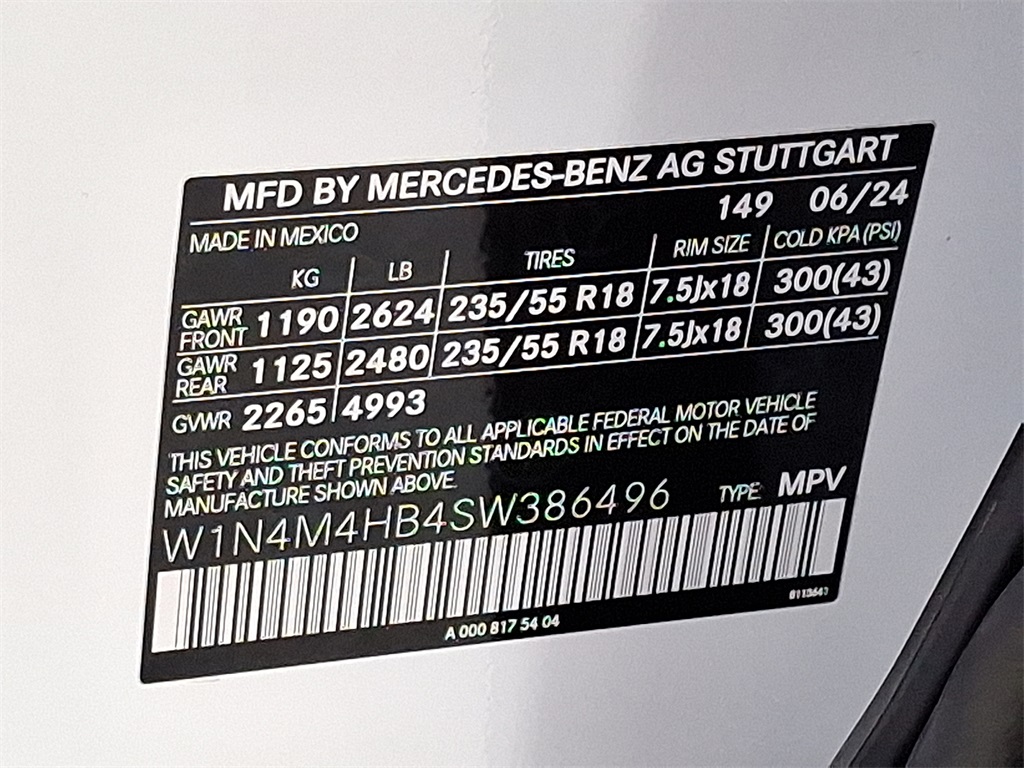 MFD BY MERCEDES-BENZ AG STUTTGART
149 06/24
MADE IN MEXICO
KG LB TIRES RIM SIZE COLD KPA (PSI)
GAWR FRONT 1190 2624 235/55 R18 7.5Jx18 300(43)
GAWR REAR 1125 2480 235/55 R18 7.5Jx18 300(43)
GVWR 2265 4993
THIS VEHICLE CONFORMS TO ALL APPLICABLE FEDERAL MOTOR VEHICLE
SAFETY AND THEFT PREVENTION STANDARDS IN EFFECT ON THE DATE OF
MANUFACTURE SHOWN ABOVE.
W1N4M4HB4SW386496 TYPE: MPV
A 000 817 54 04